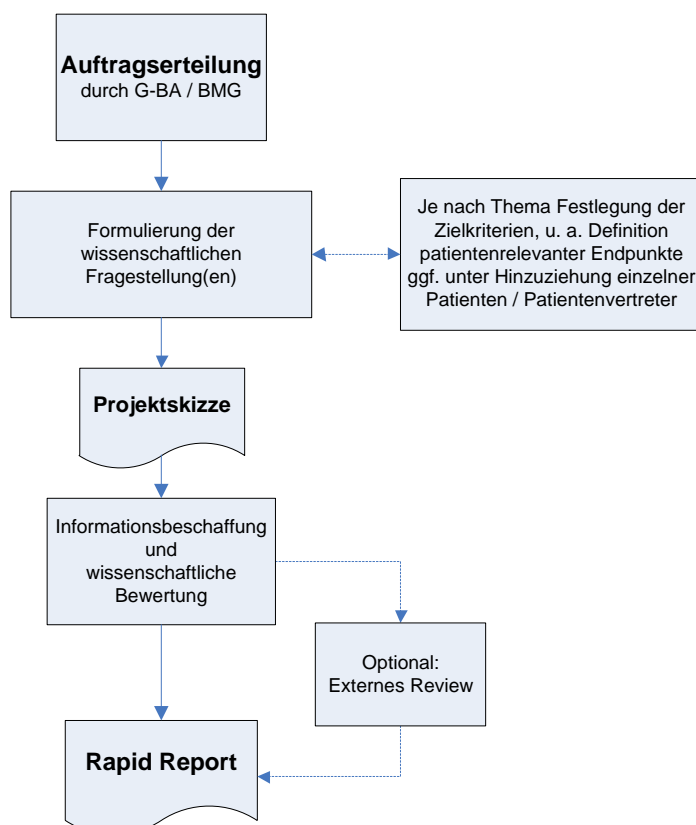 Auftragserteilung
durch G-BA / BMG
Formulierung der
wissenschaftlichen
Fragestellung(en)
Je nach Thema Festlegung der
Zielkriterien, u. a. Definition
patientenrelevanter Endpunkte
ggf. unter Hinzuziehung einzelner
Patienten / Patientenvertreter
Projektskizze
Informationsbeschaffung
und
wissenschaftliche
Bewertung
Optional:
Externes Review
Rapid Report